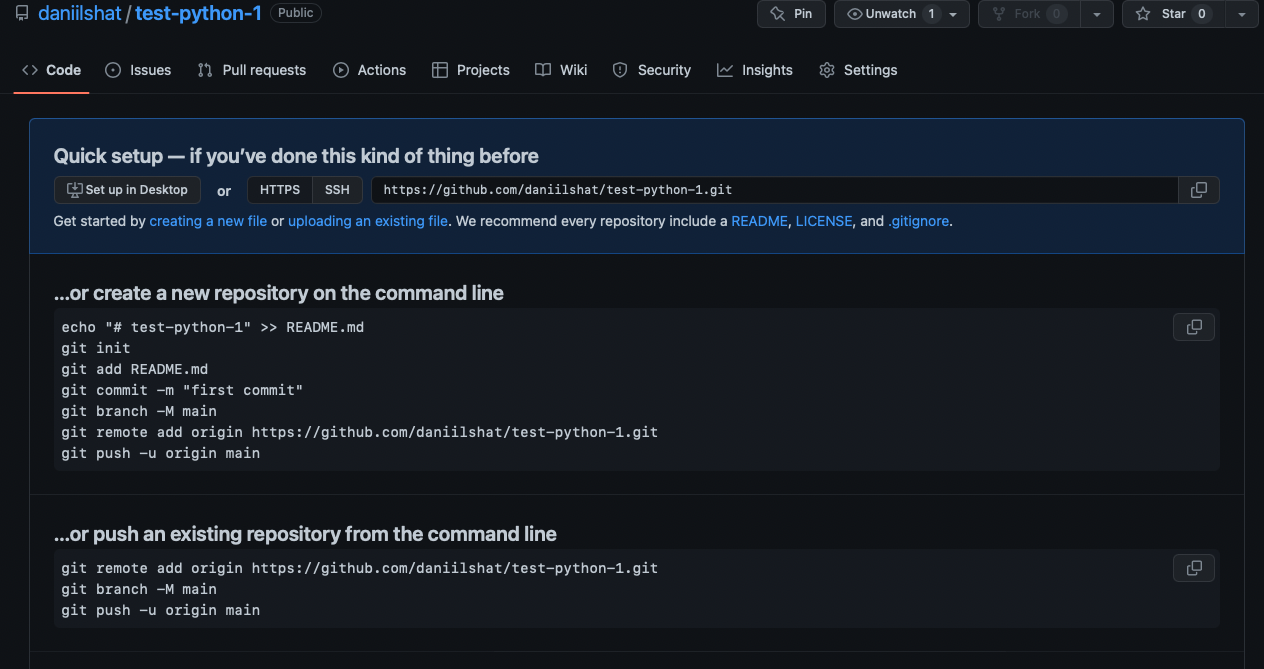 daniilshat / test-python-1 Public
Pin Unwatch 1 Fork 0 Star 0
Code Issues Pull requests Actions Projects Wiki Security Insights Settings
Quick setup — if you’ve done this kind of thing before
Set up in Desktop or HTTPS SSH https://github.com/daniilshat/test-python-1.git
Get started by creating a new file or uploading an existing file. We recommend every repository include a README, LICENSE, and .gitignore.
…or create a new repository on the command line
echo "# test-python-1" >> README.md
git init
git add README.md
git commit -m "first commit"
git branch -M main
git remote add origin https://github.com/daniilshat/test-python-1.git
git push -u origin main
…or push an existing repository from the command line
git remote add origin https://github.com/daniilshat/test-python-1.git
git branch -M main
git push -u origin main